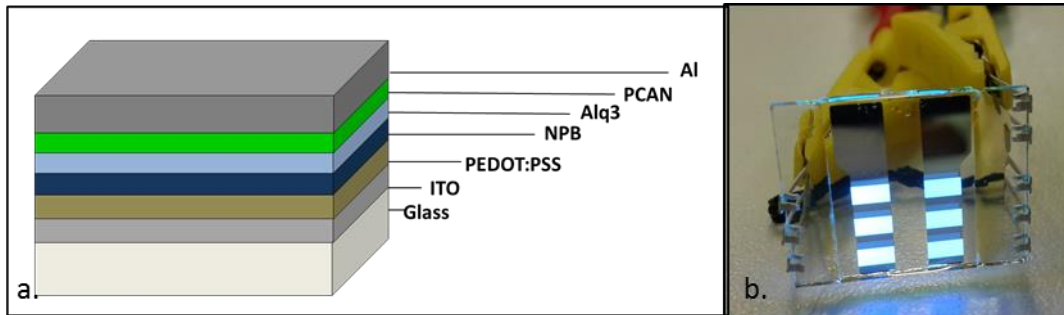 Al
PCAN
Alq3
NPB
PEDOT:PSS
ITO
Glass
a.
b.